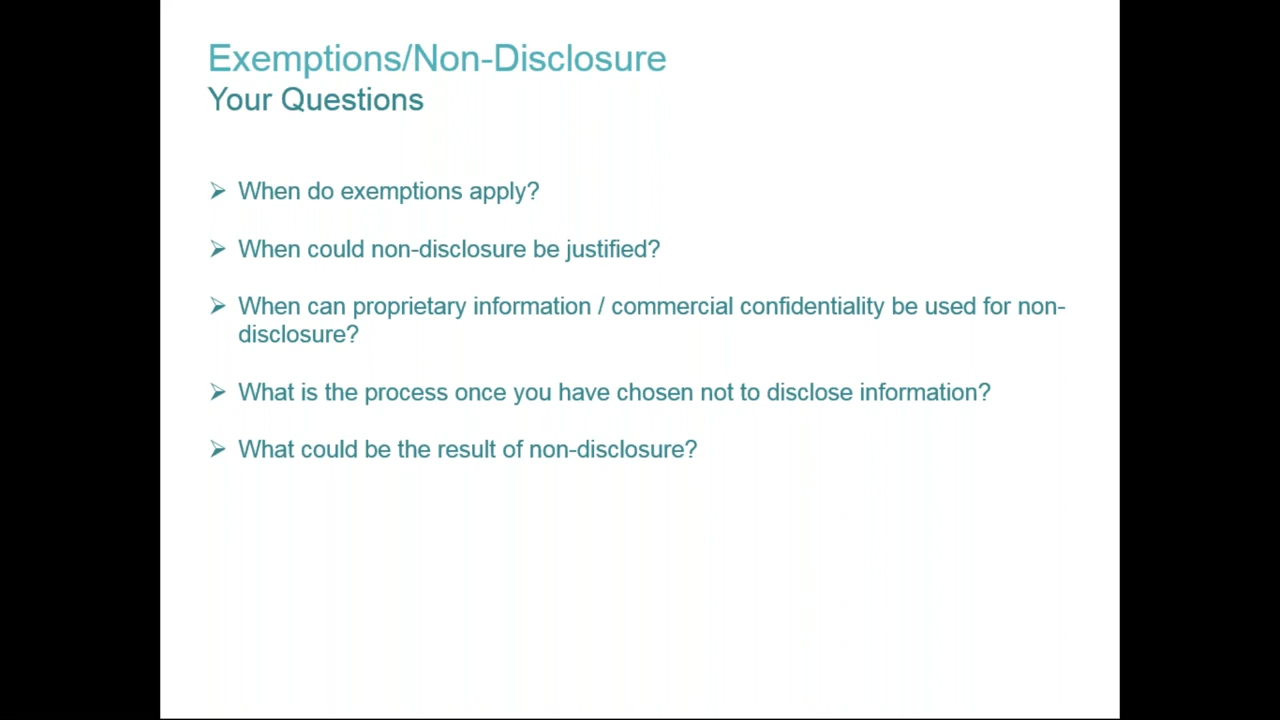 Exemptions/Non-Disclosure
Your Questions
When do exemptions apply?
When could non-disclosure be justified?
When can proprietary information / commercial confidentiality be used for non-
disclosure?
What is the process once you have chosen not to disclose information?
What could be the result of non-disclosure?